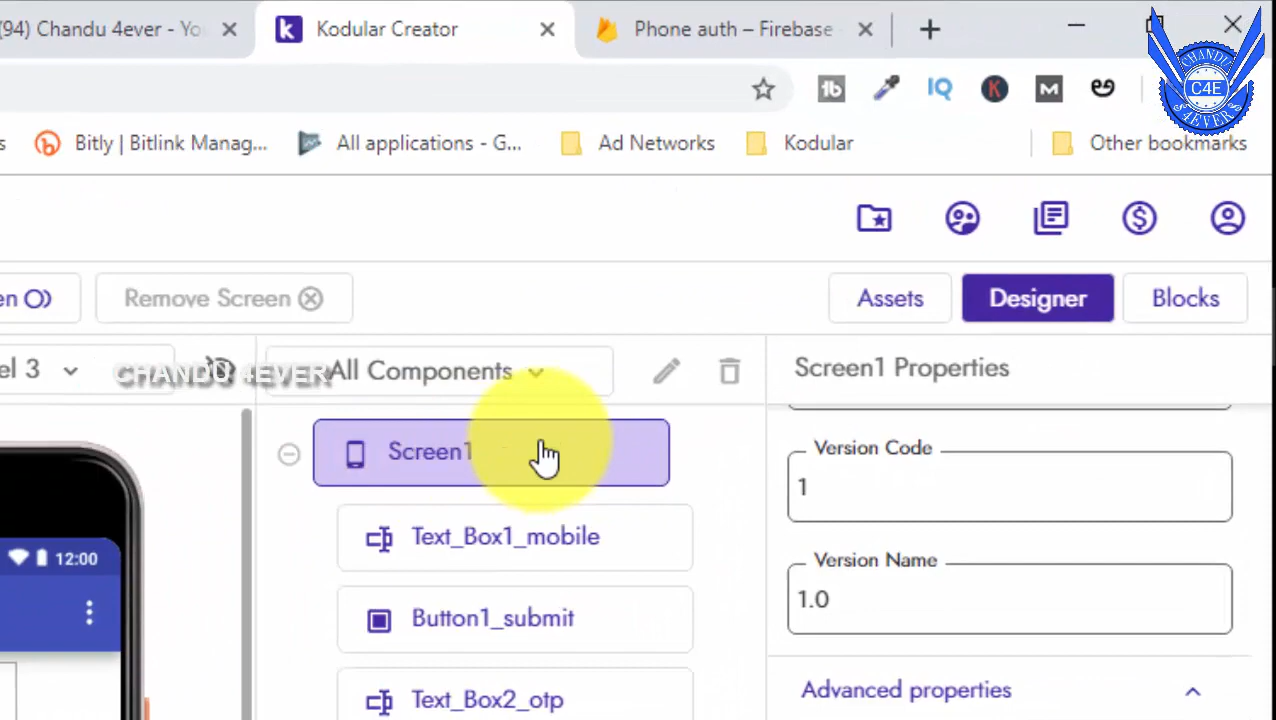 (94) Chandu 4ever - Yo
Kodular Creator
Phone auth – Firebase
Bitly | Bitlink Manag...
All applications - G...
Ad Networks
Kodular
Other bookmarks
CHANDU
C4E
4EVER
Remove Screen
Assets
Designer
Blocks
el 3
CHANDU 4EVER
All Components
Screen1 Properties
Screen1
Version Code
1
Text_Box1_mobile
12:00
Version Name
1.0
Button1_submit
Text_Box2_otp
Advanced properties